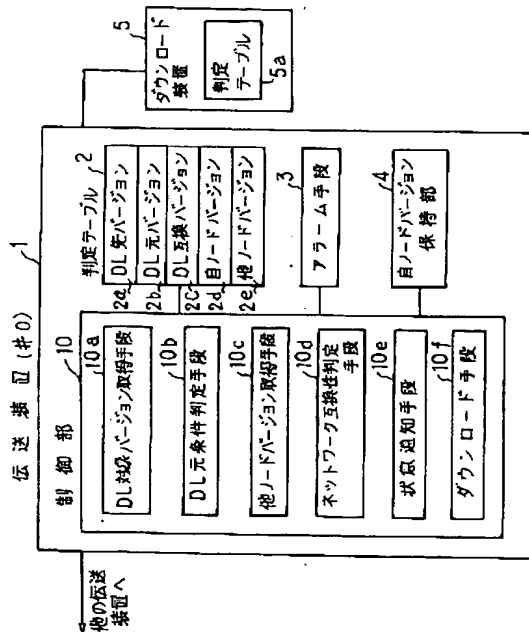 伝送装置(#0)
1
制御部
10
10a
DL対象バージョン取得手段
10b
DL元条件判定手段
10c
他ノードバージョン取得手段
10d
ネットワーク互換性判定
手段
10e
状態通知手段
10f
ダウンロード手段
判定テーブル
2
2a
DL先バージョン
2b
DL元バージョン
2c
DL互換バージョン
2d
自ノードバージョン
2e
他ノードバージョン
3
アラーム手段
4
自ノードバージョン
保持部
5
ダウンロード
装置
判定
テーブル
5a
他の伝送
装置へ